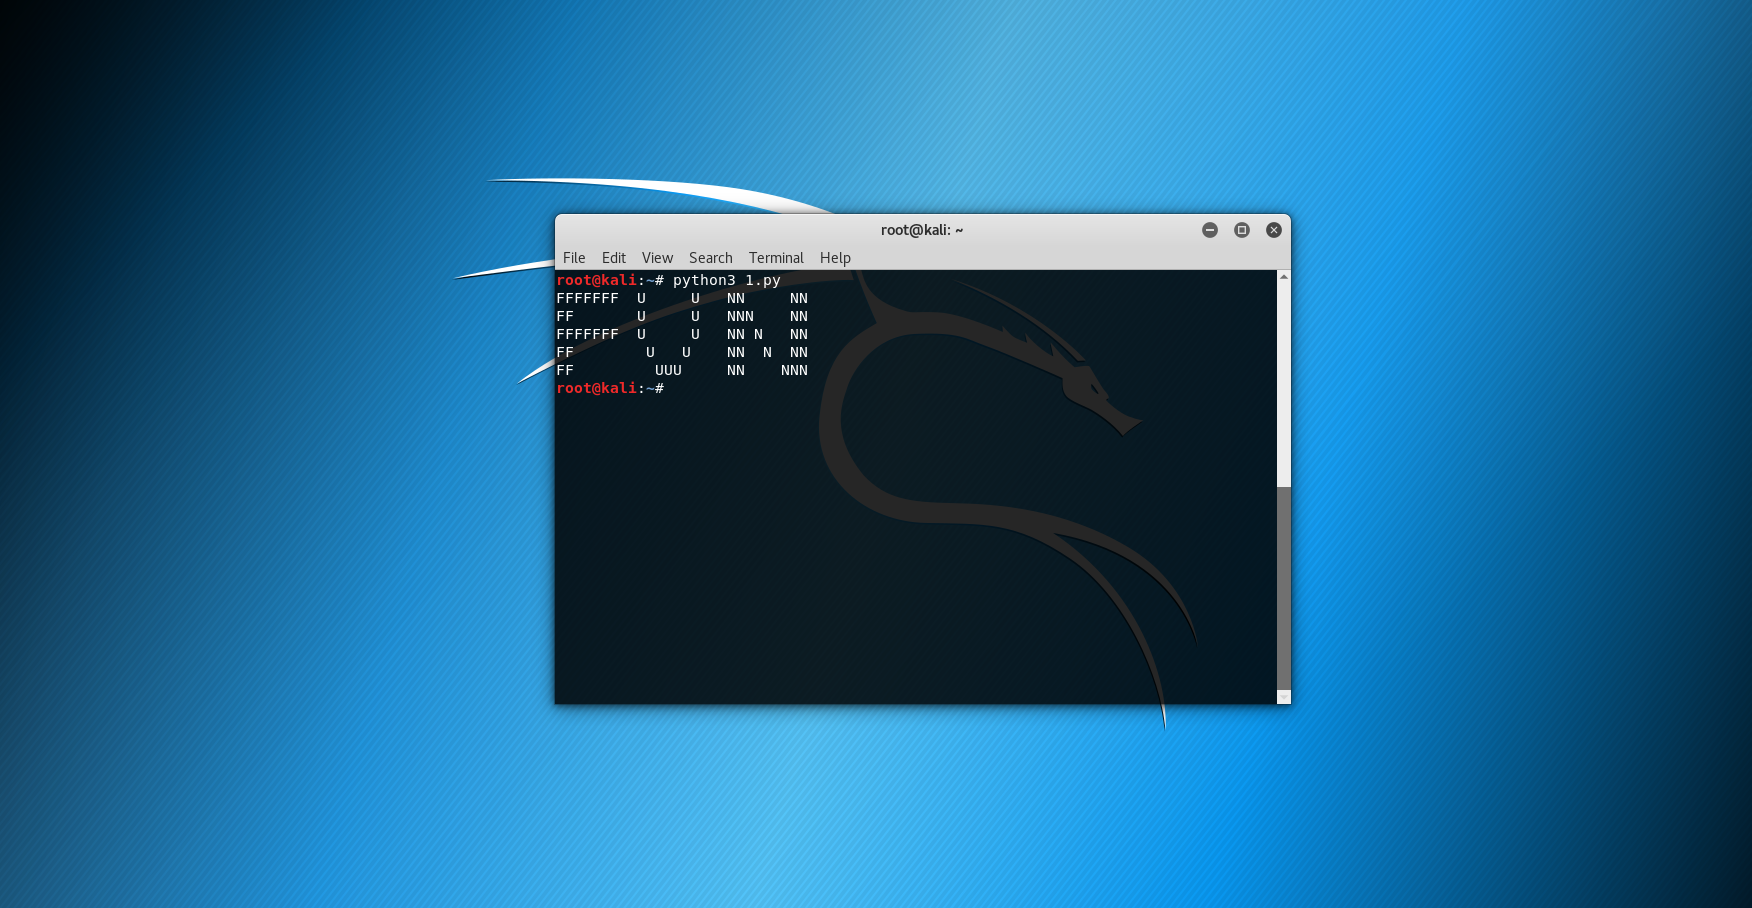 root@kali: ~
File Edit View Search Terminal Help
root@kali:~# python3 1.py
FFFFFFF  U     U   NN     NN
FF       U     U   NNN    NN
FFFFFFF  U     U   NN N   NN
FF        U   U    NN  N  NN
FF         UUU     NN    NNN
root@kali:~#